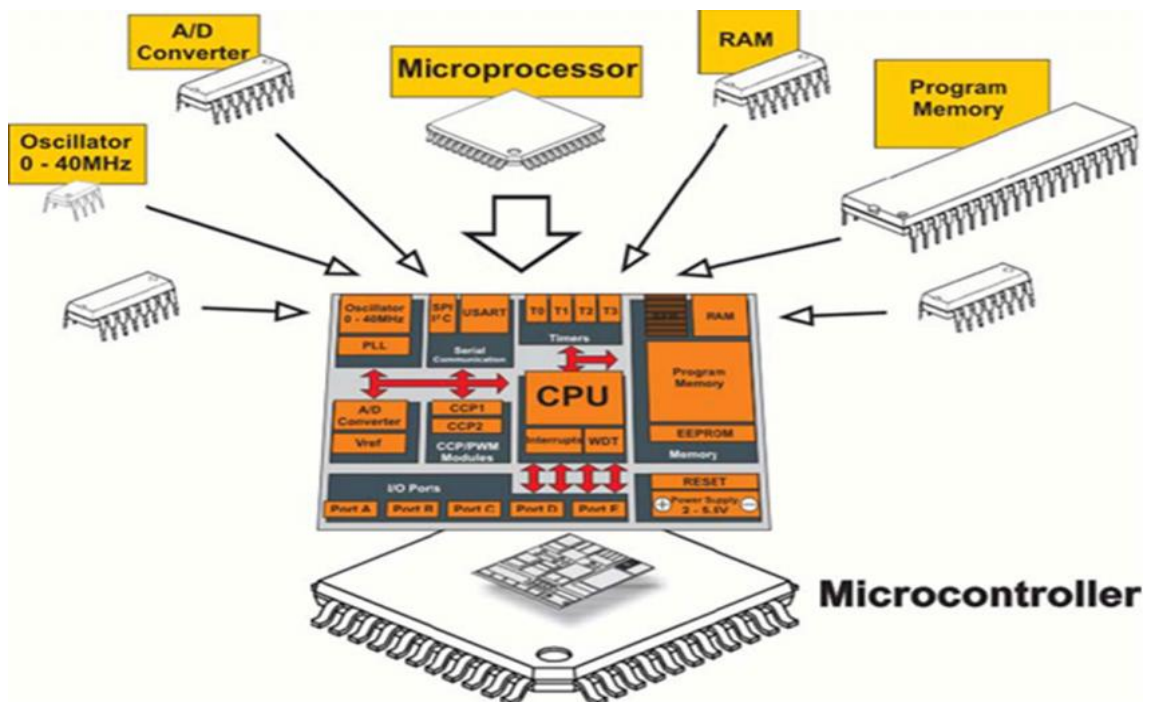 A/D
Converter
Microprocessor
RAM
Program
Memory
Oscillator
0 - 40MHz
Oscillator
0 - 40MHz
PLL
SPI
I²C
USART
Serial
Communication
T0 T1 T2 T3
Timers
RAM
Program
Memory
EEPROM
Memory
A/D
Converter
Vref
CCP1
CCP2
CCP/PWM
Modules
CPU
Interrupts WDT
I/O Ports
Port A Port B Port C Port D Port E
RESET
Power Supply
2 - 5.5V
Microcontroller